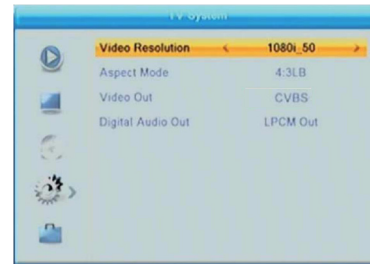 TV System
Video Resolution 1080i_50
Aspect Mode 4:3LB
Video Out CVBS
Digital Audio Out LPCM Out